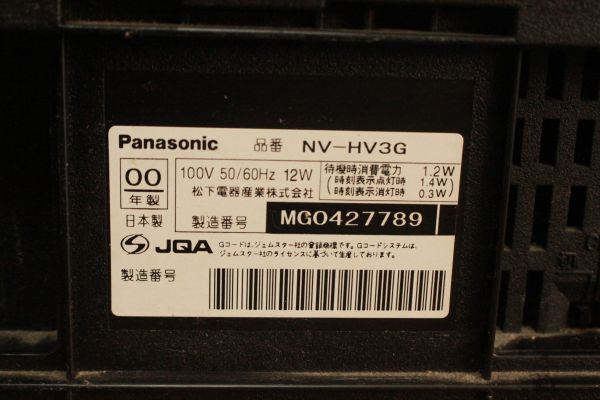 Panasonic 品番 NV-HV3G
00年製
日本製
100V 50/60Hz 12W
松下電器産業株式会社
待機時消費電力 1.2W
(時刻表示点灯時 1.4W)
(時刻表示消灯時 0.3W)
製造番号 MG0427789
JQA
Gコードは、ジェムスター社の登録商標です。Gコードシステムは、
ジェムスター社のライセンスに基づいて生産しております。
製造番号